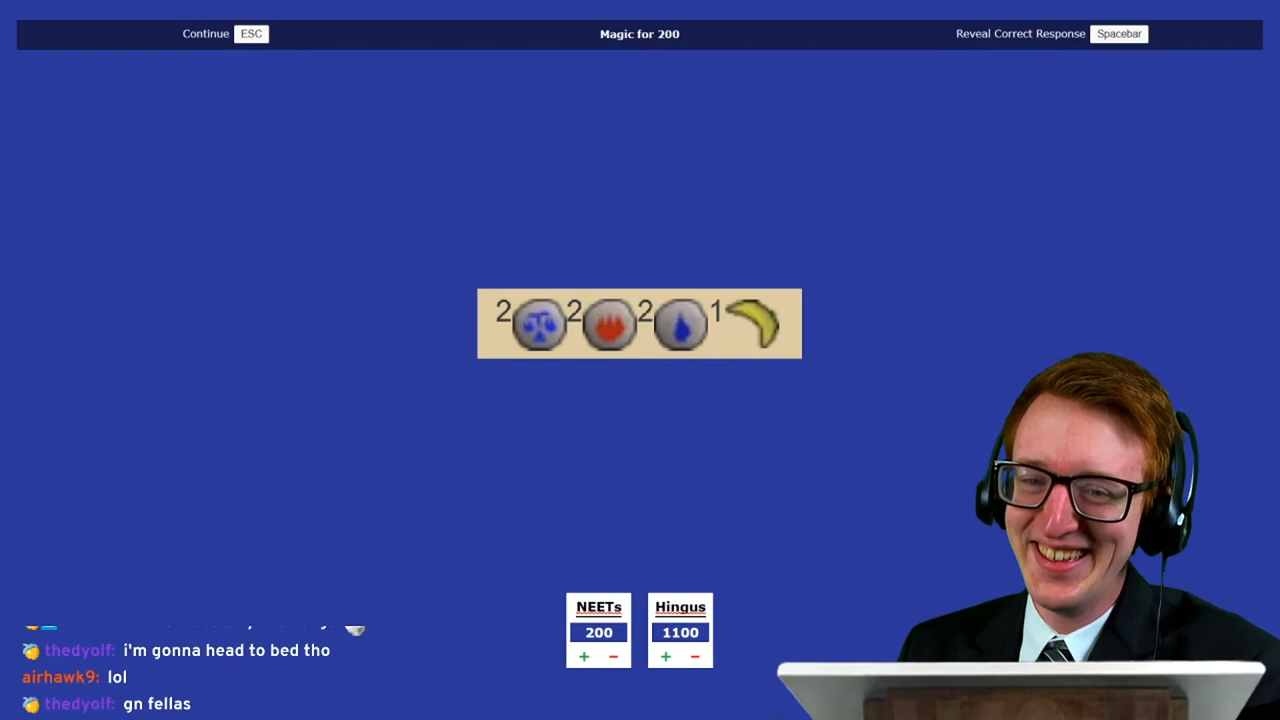 Continue ESC
Magic for 200
Reveal Correct Response Spacebar
2 2 2 1
NEETs
200
+ −
Hingus
1100
+ −
thedyolf: i'm gonna head to bed tho
airhawk9: lol
thedyolf: gn fellas